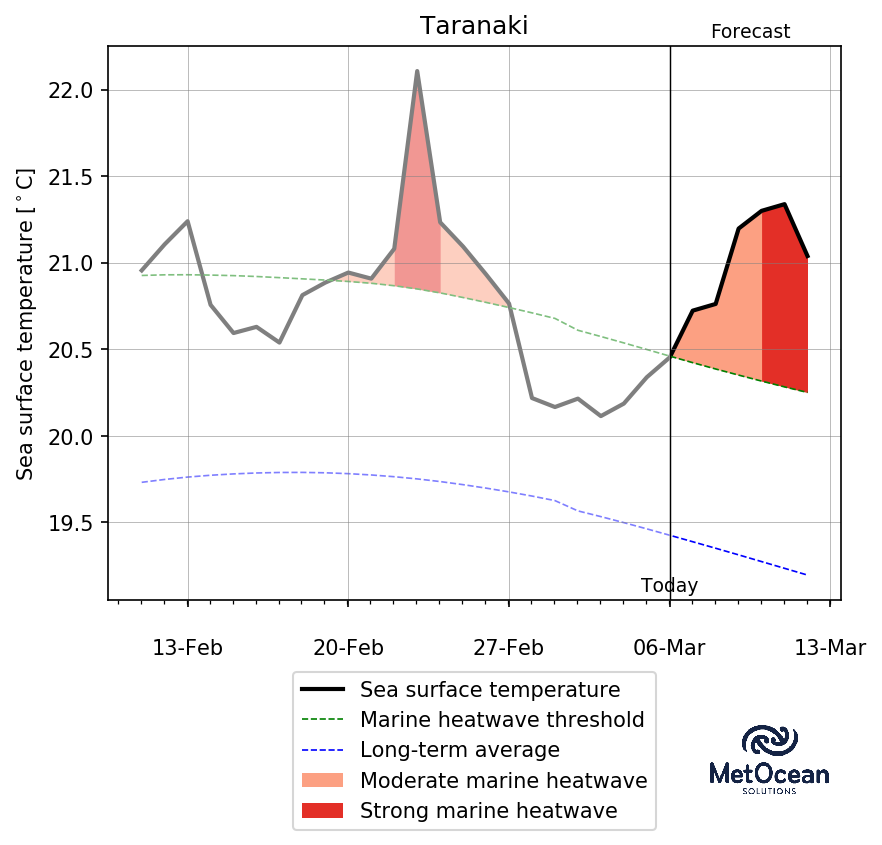 Taranaki
Forecast
Sea surface temperature [°C]
22.0
21.5
21.0
20.5
20.0
19.5
Today
13-Feb
20-Feb
27-Feb
06-Mar
13-Mar
Sea surface temperature
Marine heatwave threshold
Long-term average
Moderate marine heatwave
Strong marine heatwave
MetOcean
SOLUTIONS